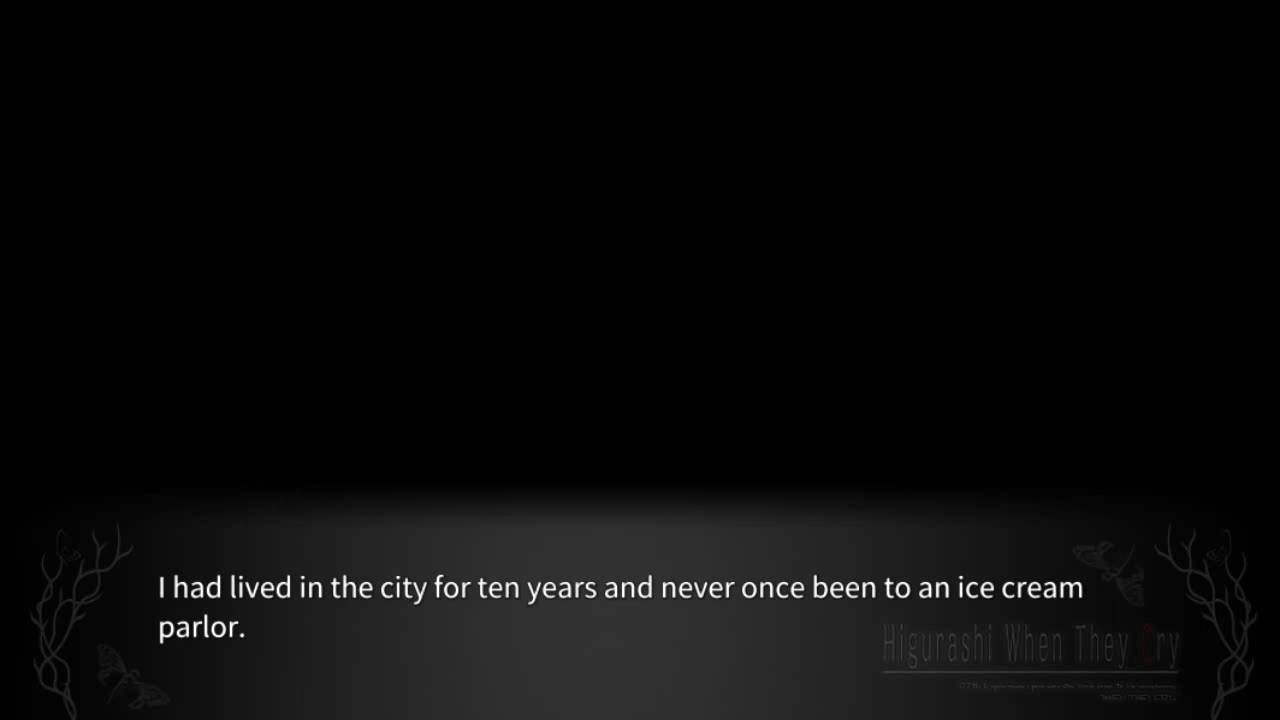 I had lived in the city for ten years and never once been to an ice cream
parlor.
Higurashi When They Cry